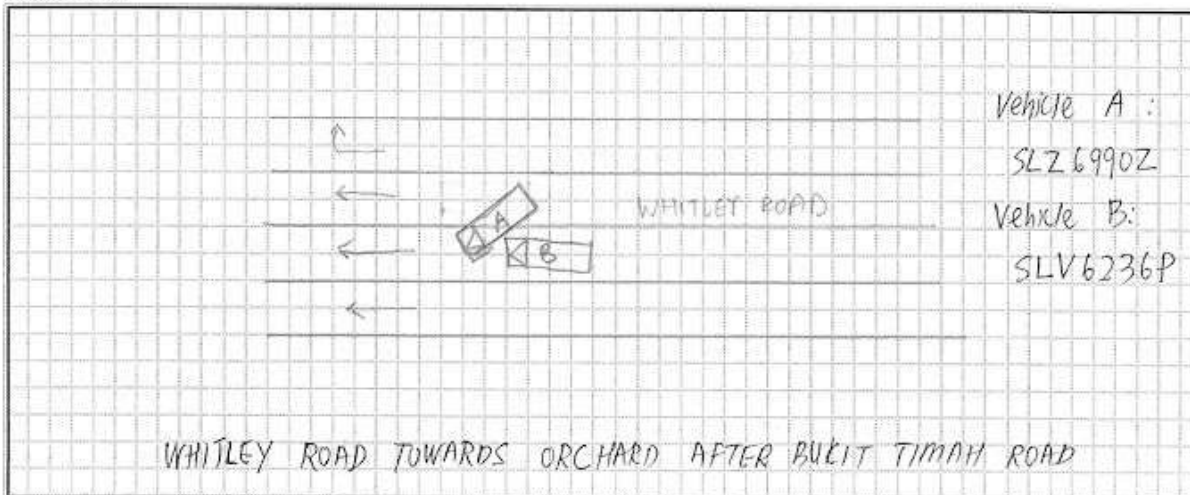 Vehicle A :
SLZ6990Z
WHITLEY ROAD
Vehicle B:
SLV6236P
A
B
WHITLEY ROAD TOWARDS ORCHARD AFTER BUKIT TIMAH ROAD